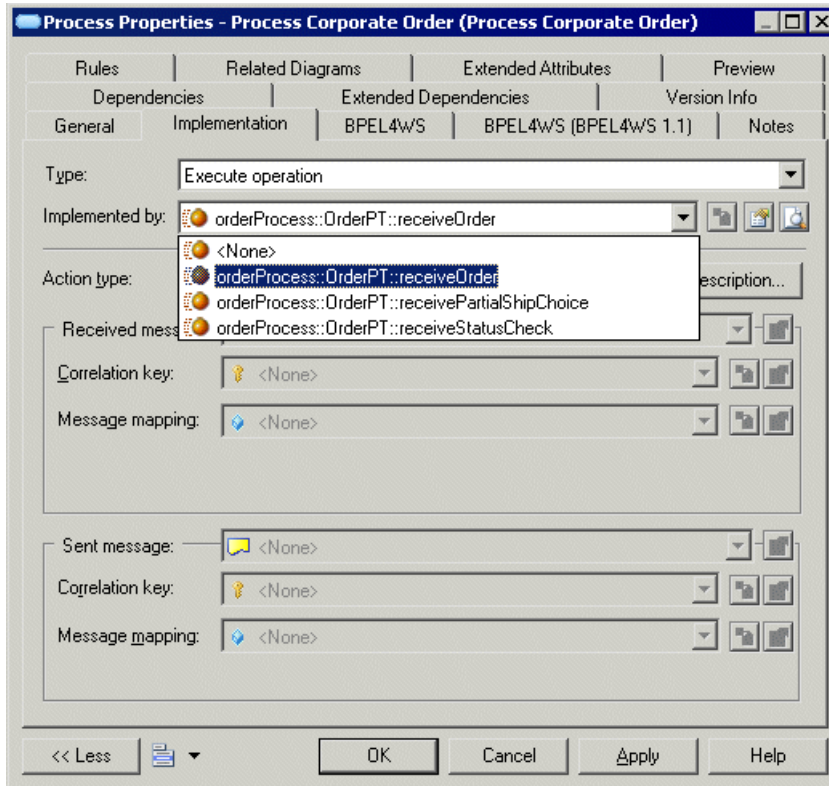 Process Properties - Process Corporate Order (Process Corporate Order)
Rules Related Diagrams Extended Attributes Preview
Dependencies Extended Dependencies Version Info
General Implementation BPEL4WS BPEL4WS (BPEL4WS 1.1) Notes
Type: Execute operation
Implemented by: orderProcess::OrderPT::receiveOrder
<None>
orderProcess::OrderPT::receiveOrder
Action type: escription...
orderProcess::OrderPT::receivePartialShipChoice
orderProcess::OrderPT::receiveStatusCheck
Received mess
Correlation key: <None>
Message mapping: <None>
Sent message: <None>
Correlation key: <None>
Message mapping: <None>
<< Less OK Cancel Apply Help